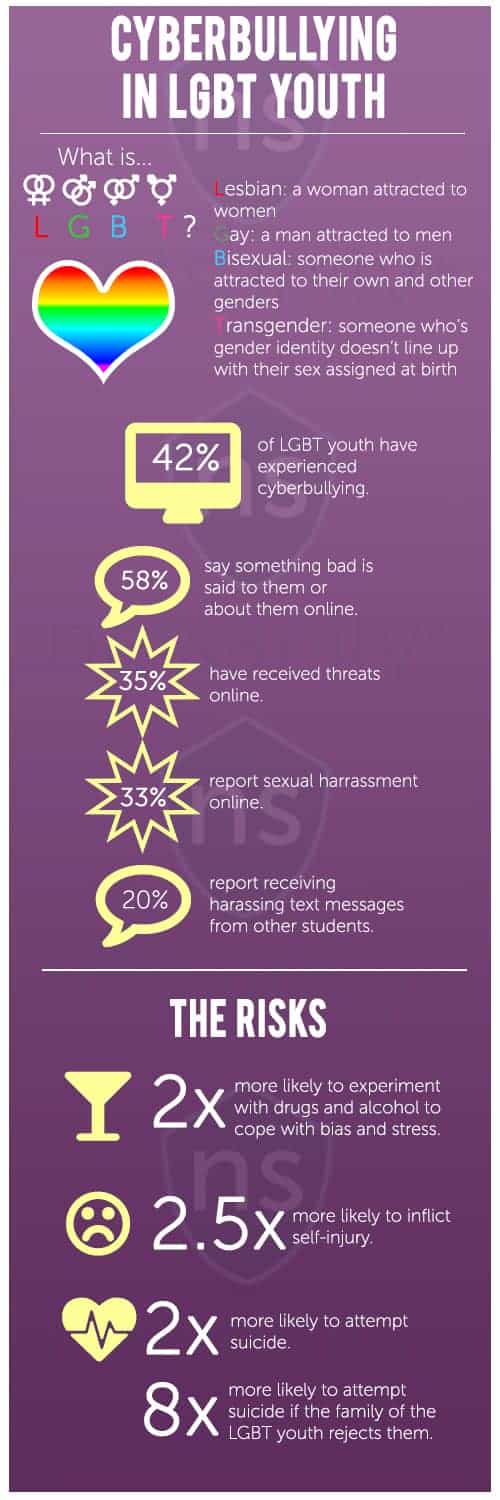 CYBERBULLYING
IN LGBT YOUTH
What is...
L G B T ?
Lesbian: a woman attracted to
women
Gay: a man attracted to men
Bisexual: someone who is
attracted to their own and other
genders
Transgender: someone who's
gender identity doesn't line up
with their sex assigned at birth
42%
of LGBT youth have
experienced
cyberbullying.
58%
say something bad is
said to them or
about them online.
35%
have received threats
online.
33%
report sexual harrassment
online.
20%
report receiving
harassing text messages
from other students.
THE RISKS
2x
more likely to experiment
with drugs and alcohol to
cope with bias and stress.
2.5x
more likely to inflict
self-injury.
2x
more likely to attempt
suicide.
8x
more likely to attempt
suicide if the family of the
LGBT youth rejects them.
ns
ns
ns
ns